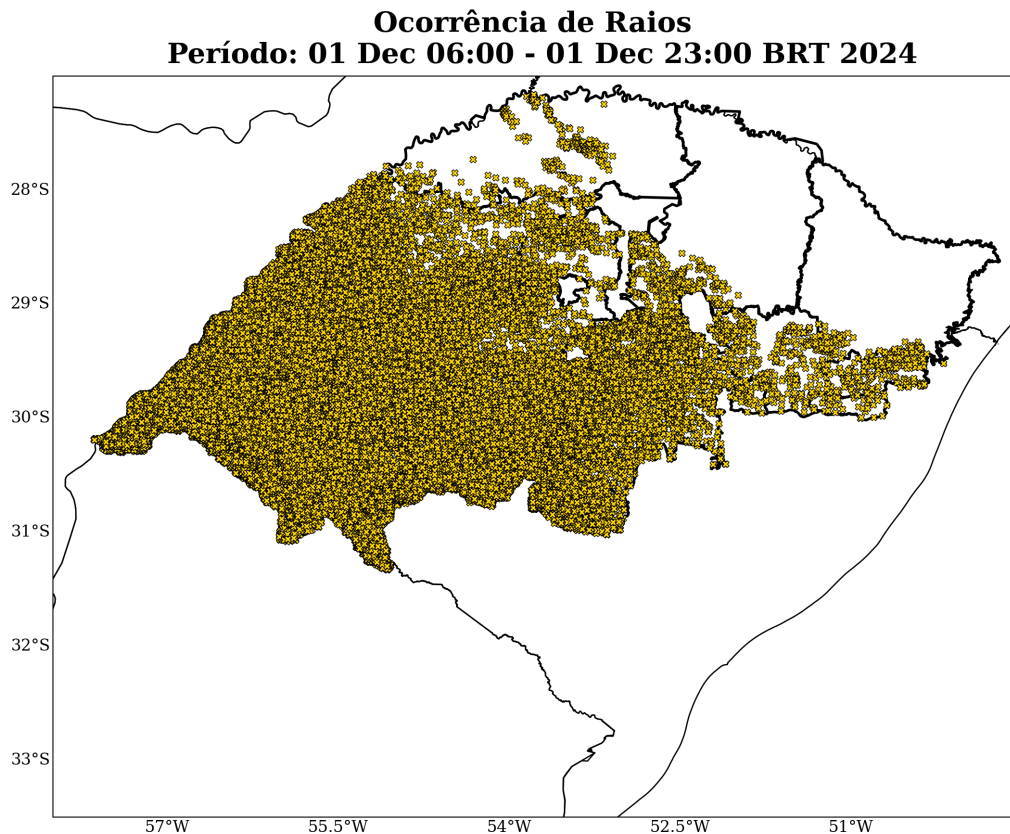 Ocorrência de Raios
Período: 01 Dec 06:00 - 01 Dec 23:00 BRT 2024
28°S
29°S
30°S
31°S
32°S
33°S
57°W 55.5°W 54°W 52.5°W 51°W